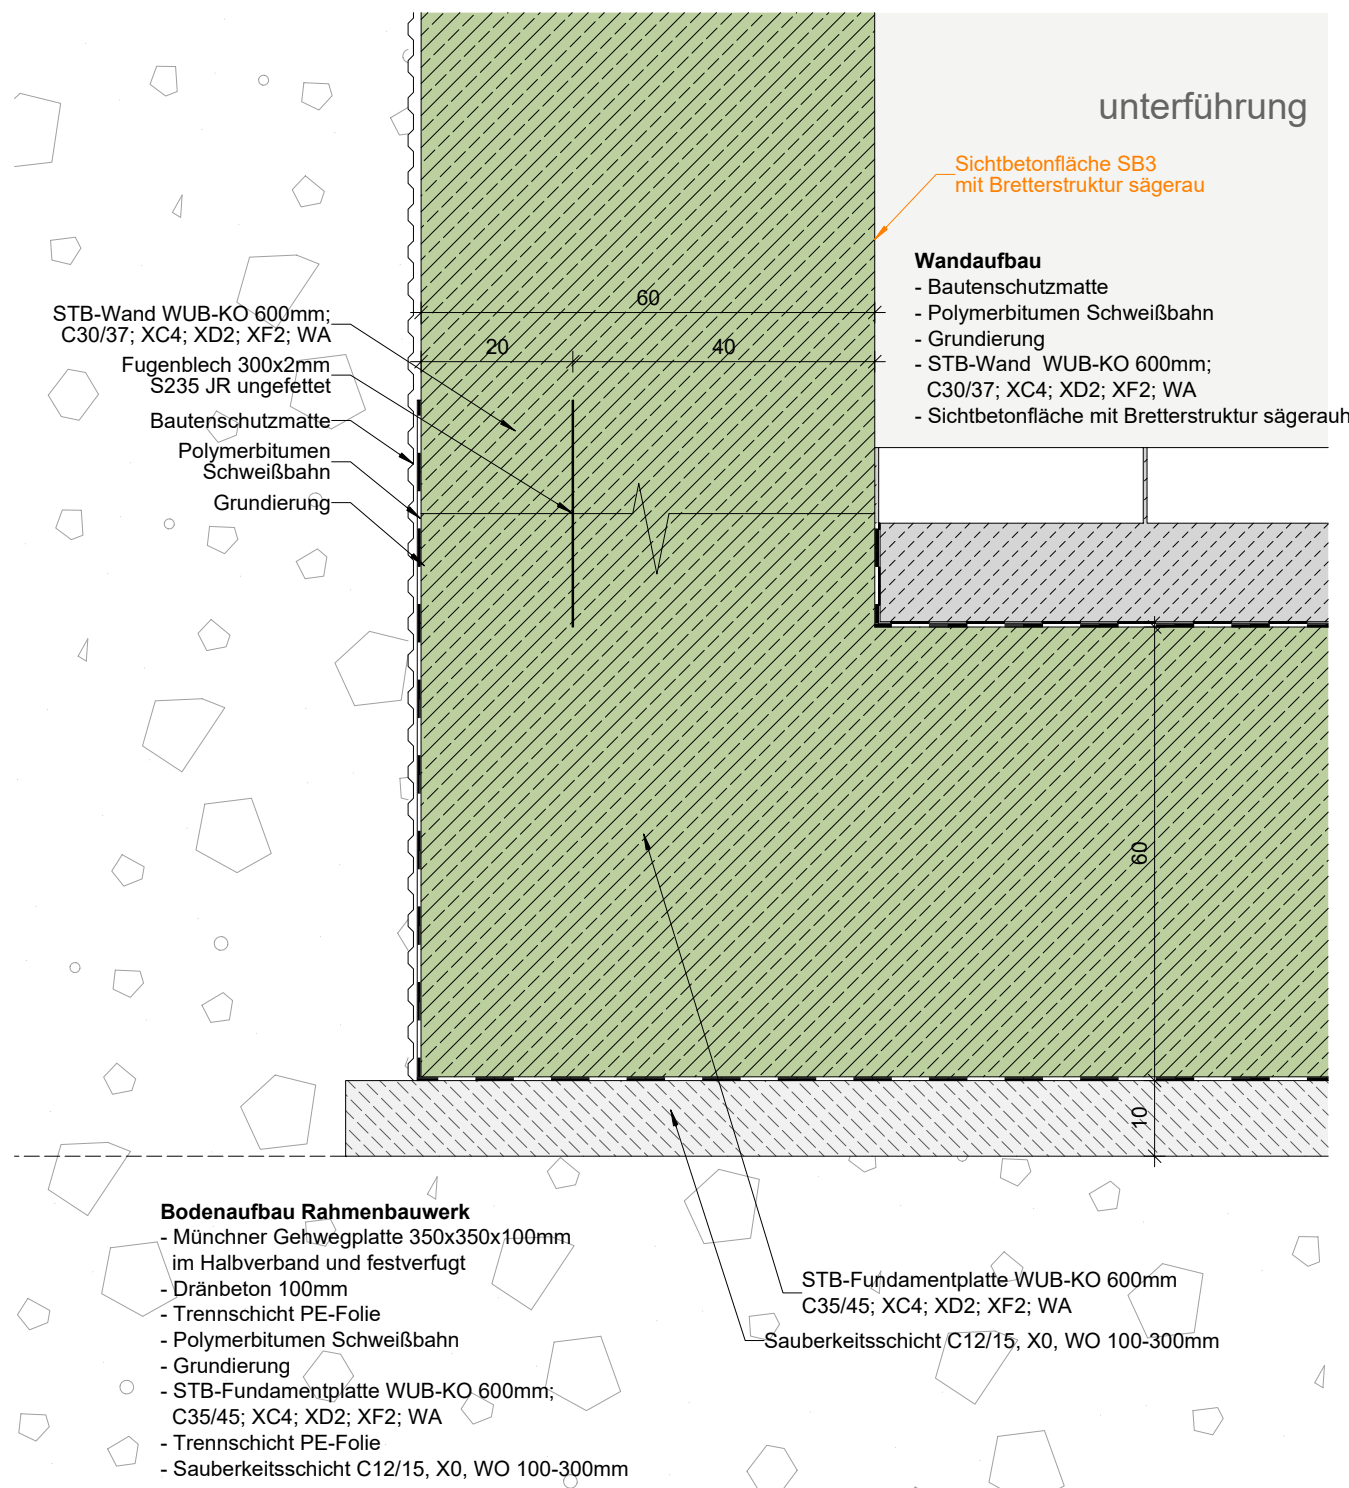 unterführung
Sichtbetonfläche SB3
mit Bretterstruktur sägerau
Wandaufbau
- Bautenschutzmatte
- Polymerbitumen Schweißbahn
- Grundierung
- STB-Wand WUB-KO 600mm;
C30/37; XC4; XD2; XF2; WA
- Sichtbetonfläche mit Bretterstruktur sägerauh
60
20
40
STB-Wand WUB-KO 600mm;
C30/37; XC4; XD2; XF2; WA
Fugenblech 300x2mm
S235 JR ungefettet
Bautenschutzmatte
Polymerbitumen
Schweißbahn
Grundierung
60
10
Bodenaufbau Rahmenbauwerk
- Münchner Gehwegplatte 350x350x100mm
im Halbverband und festverfugt
- Dränbeton 100mm
- Trennschicht PE-Folie
- Polymerbitumen Schweißbahn
- Grundierung
- STB-Fundamentplatte WUB-KO 600mm;
C35/45; XC4; XD2; XF2; WA
- Trennschicht PE-Folie
- Sauberkeitsschicht C12/15, X0, WO 100-300mm
STB-Fundamentplatte WUB-KO 600mm
C35/45; XC4; XD2; XF2; WA
Sauberkeitsschicht C12/15, X0, WO 100-300mm